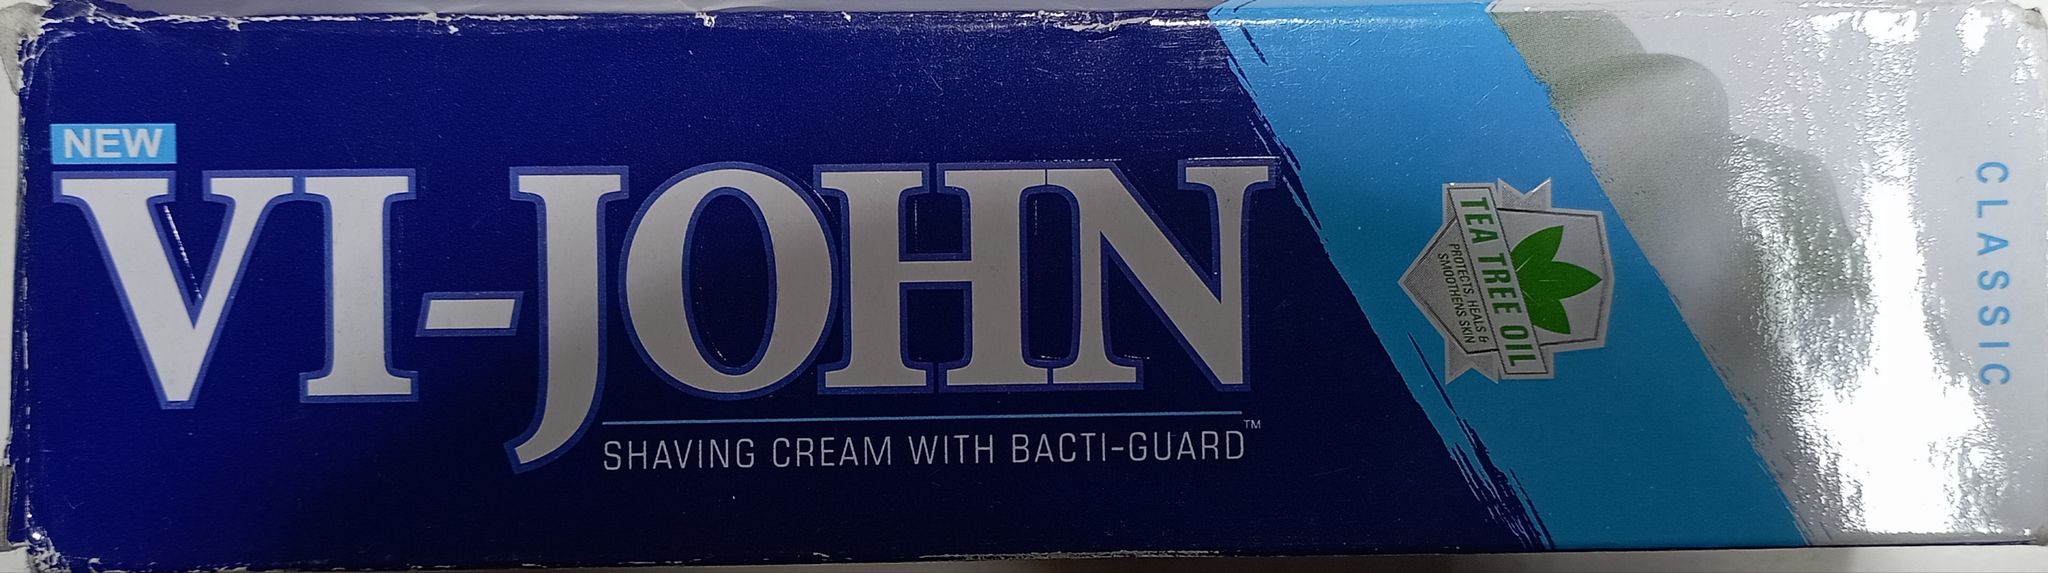 NEW
VI-JOHN
SHAVING CREAM WITH BACTI-GUARD™
TEA TREE OIL
PROTECTS, HEALS &
SMOOTHENS SKIN
CLASSIC